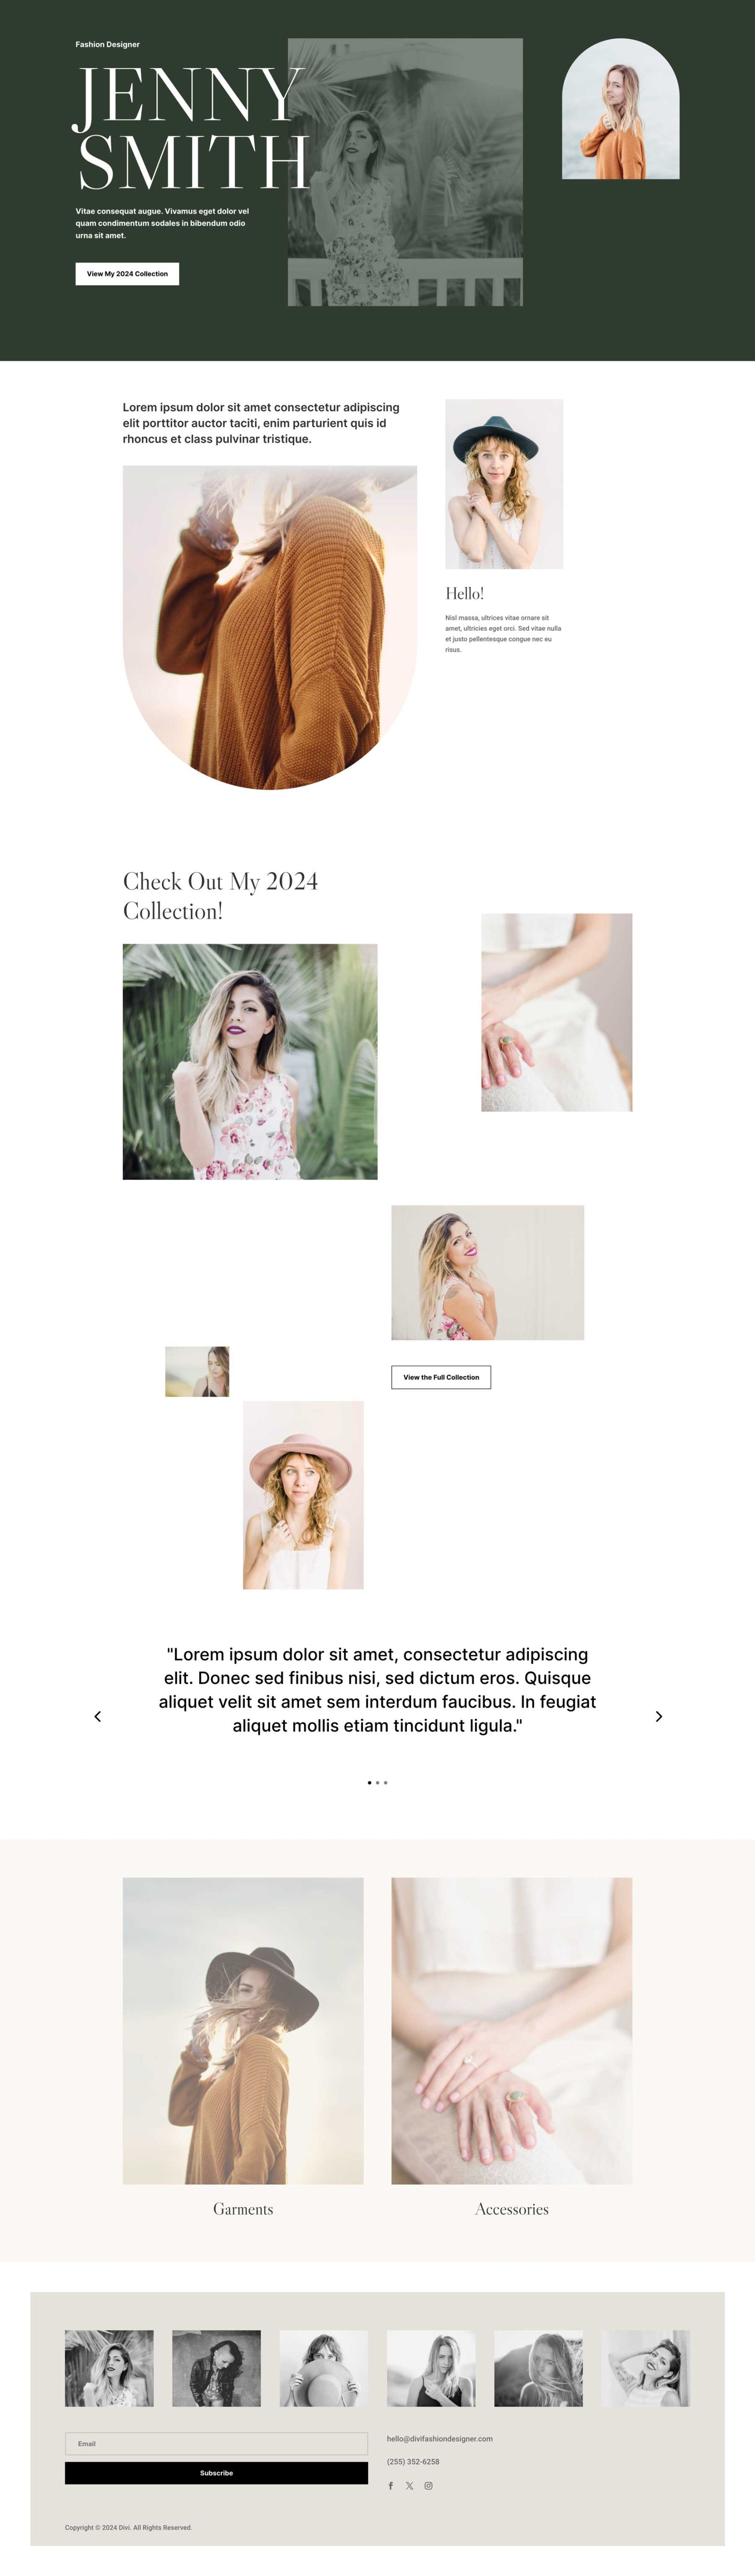 Fashion Designer
JENNY
SMITH
Vitae consequat augue. Vivamus eget dolor vel
quam condimentum sodales in bibendum odio
urna sit amet.
View My 2024 Collection
Lorem ipsum dolor sit amet consectetur adipiscing
elit porttitor auctor taciti, enim parturient quis id
rhoncus et class pulvinar tristique.
Hello!
Nisl massa, ultrices vitae ornare sit
amet, ultricies eget orci. Sed vitae nulla
et justo pellentesque congue nec eu
risus.
Check Out My 2024
Collection!
View the Full Collection
"Lorem ipsum dolor sit amet, consectetur adipiscing
elit. Donec sed finibus nisi, sed dictum eros. Quisque
aliquet velit sit amet sem interdum faucibus. In feugiat
aliquet mollis etiam tincidunt ligula."
Garments
Accessories
Email
Subscribe
hello@divifashiondesigner.com
(255) 352-6258
Copyright © 2024 Divi. All Rights Reserved.